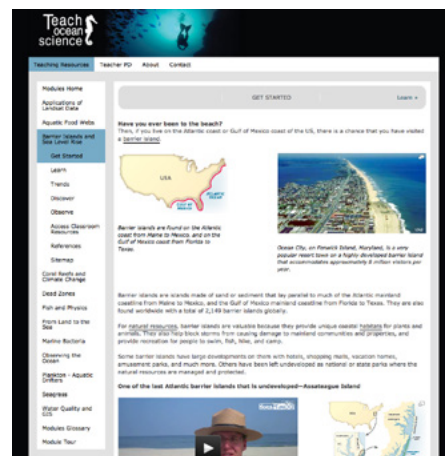 Teach
ocean
science
Teaching Resources Teacher PD About Contact
Modules Home
Applications of
Landsat Data
Aquatic Food Webs
Barrier Islands and
Sea Level Rise
Get Started
Learn
Trends
Discover
Observe
Access Classroom
Resources
References
Sitemap
Coral Reefs and
Climate Change
Dead Zones
Fish and Physics
From Land to the
Sea
Marine Bacteria
Observing the
Ocean
Plankton - Aquatic
Drifters
Seagrass
Water Quality and
GIS
Modules Glossary
Module Tour
GET STARTED
Learn »
Have you ever been to the beach?
Then, if you live on the Atlantic coast or Gulf of Mexico coast of the US, there is a chance that you have visited
a barrier island.
USA
GULF OF
MEXICO
ATLANTIC
OCEAN
Barrier islands are found on the Atlantic
coast from Maine to Mexico, and on the
Gulf of Mexico coast from Florida to
Texas.
Ocean City, on Fenwick Island, Maryland, is a very
popular resort town on a highly developed barrier island
that accommodates approximately 8 million visitors per
year.
Barrier islands are islands made of sand or sediment that lay parallel to much of the Atlantic mainland
coastline from Maine to Mexico, and the Gulf of Mexico mainland coastline from Florida to Texas. They are also
found worldwide with a total of 2,149 barrier islands globally.
For natural resources, barrier islands are valuable because they provide unique coastal habitats for plants and
animals. They also help block storms from causing damage to mainland communities and properties, and
provide recreation for people to swim, fish, hike, and camp.
Some barrier islands have large developments on them with hotels, shopping malls, vacation homes,
amusement parks, and much more. Others have been left undeveloped as national or state parks where the
natural resources are managed and protected.
One of the last Atlantic barrier islands that is undeveloped—Assateague Island